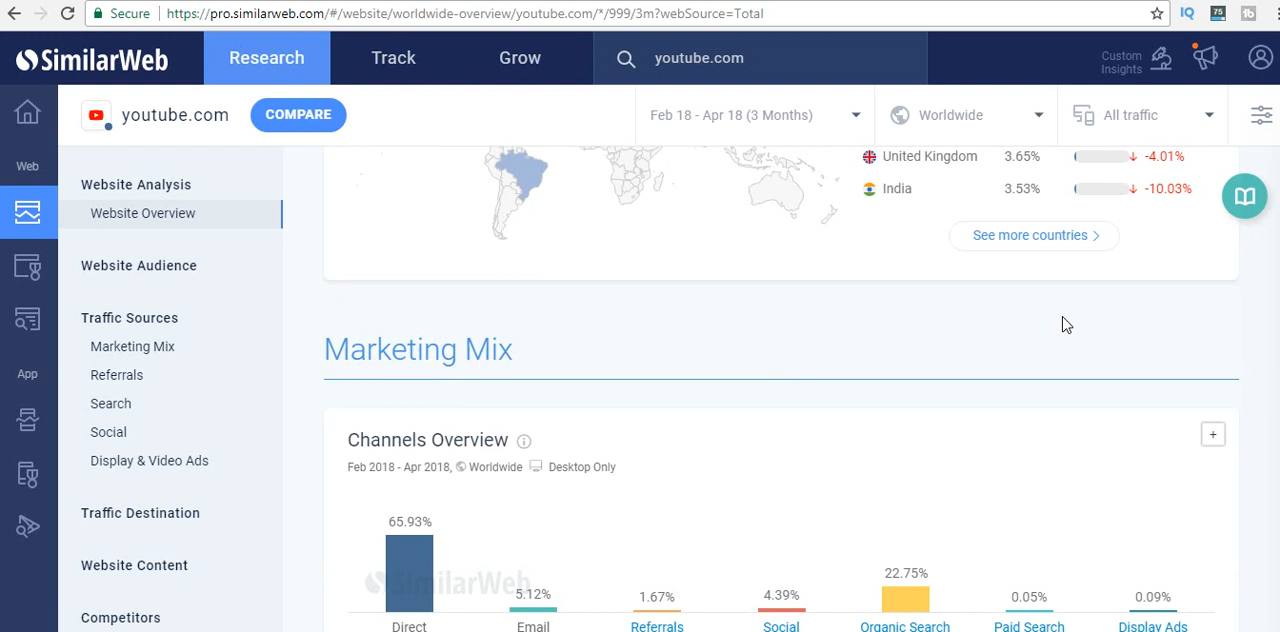 Secure https://pro.similarweb.com/#/website/worldwide-overview/youtube.com/*/999/3m?webSource=Total IQ 75 tb
SimilarWeb Research Track Grow youtube.com Custom Insights
youtube.com COMPARE Feb 18 - Apr 18 (3 Months) Worldwide All traffic
Web
Website Analysis
Website Overview
Website Audience
Traffic Sources
Marketing Mix
Referrals
Search
Social
Display & Video Ads
Traffic Destination
Website Content
Competitors
App
United Kingdom 3.65% -4.01%
India 3.53% -10.03%
See more countries
Marketing Mix
Channels Overview
Feb 2018 - Apr 2018, Worldwide Desktop Only
SimilarWeb
65.93% 5.12% 1.67% 4.39% 22.75% 0.05% 0.09%
Direct Email Referrals Social Organic Search Paid Search Display Ads